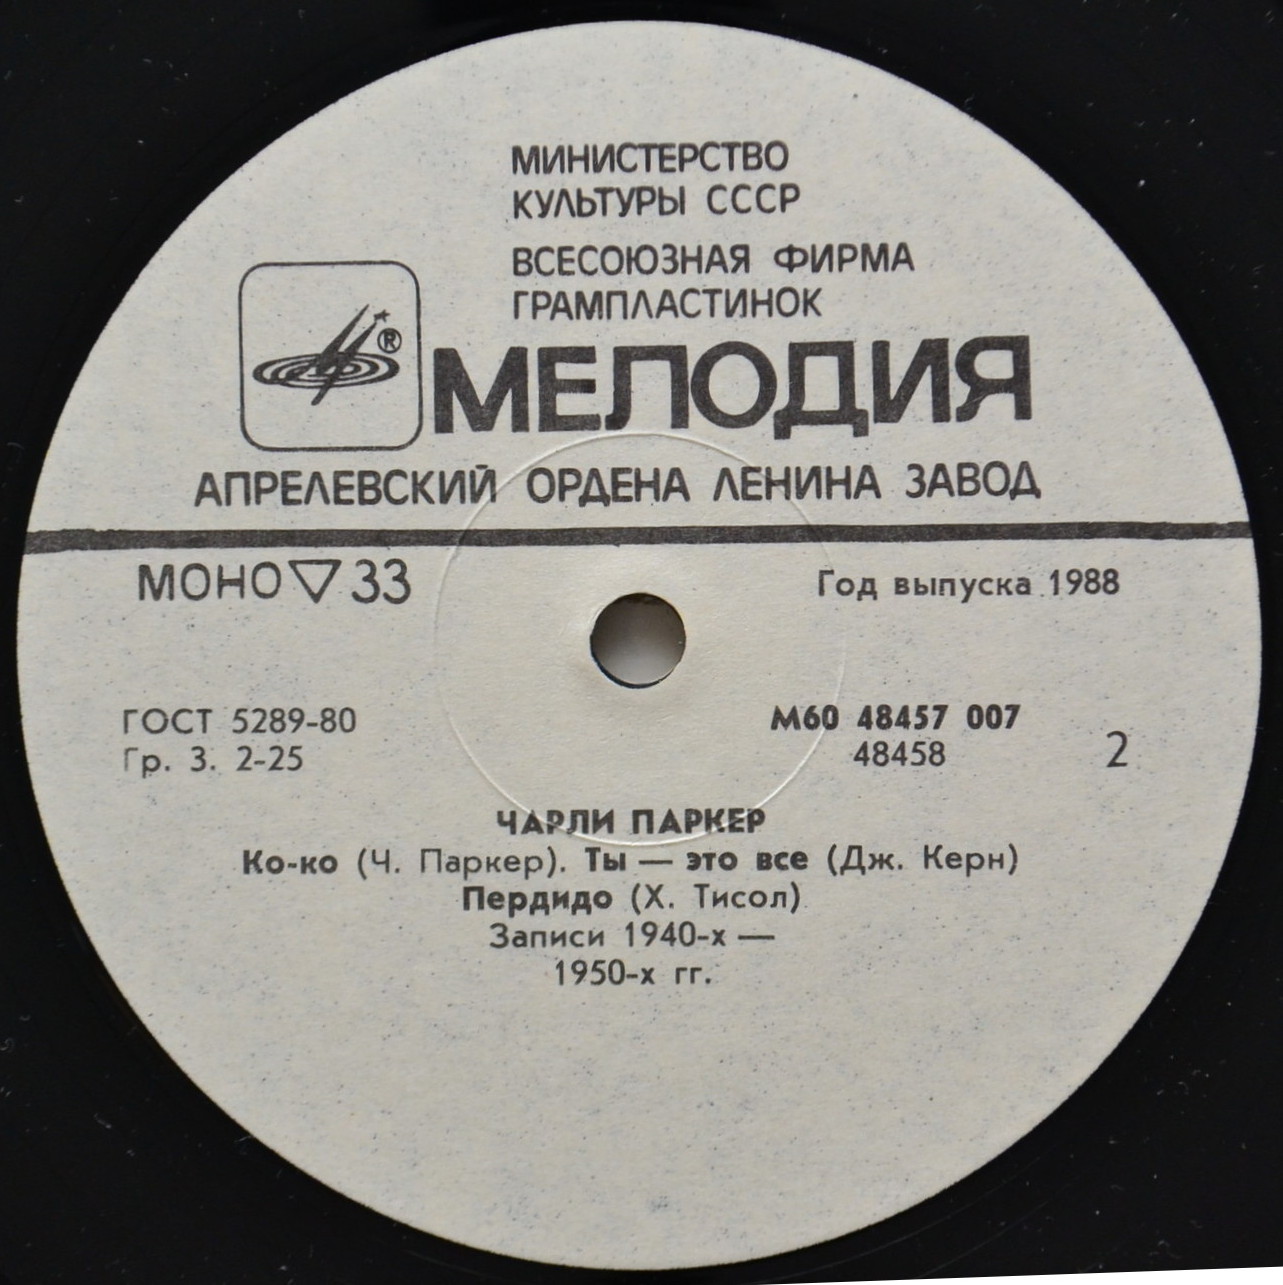 МИНИСТЕРСТВО
КУЛЬТУРЫ СССР
ВСЕСОЮЗНАЯ ФИРМА
ГРАМПЛАСТИНОК
®
МЕЛОДИЯ
АПРЕЛЕВСКИЙ ОРДЕНА ЛЕНИНА ЗАВОД
МОНО ▽ 33
Год выпуска 1988
ГОСТ 5289-80
Гр. 3. 2-25
М60 48457 007
48458
2
ЧАРЛИ ПАРКЕР
Ко-ко (Ч. Паркер). Ты — это все (Дж. Керн)
Пердидо (Х. Тисол)
Записи 1940-х —
1950-х гг.